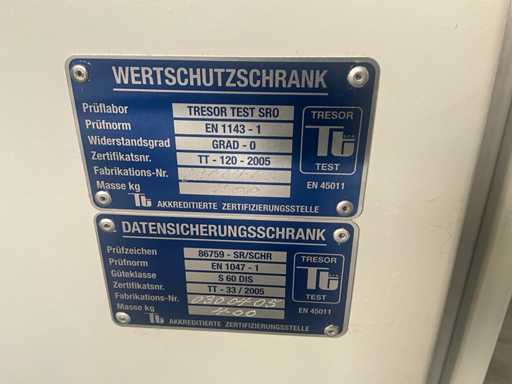 WERTSCHUTZSCHRANK
Prüflabor TRESOR TEST SRO
Prüfnorm EN 1143 - 1
Widerstandsgrad GRAD - 0
Zertifikatsnr. TT - 120 - 2005
Fabrikations-Nr.
Masse kg
TRESOR
TEST
EN 45011
AKKREDITIERTE ZERTIFIZIERUNGSSTELLE
DATENSICHERUNGSSCHRANK
Prüfzeichen 86759 - SR/SCHR
Prüfnorm EN 1047 - 1
Güteklasse S 60 DIS
Zertifikatsnr. TT - 33 / 2005
Fabrikations-Nr.
Masse kg
TRESOR
TEST
EN 45011
AKKREDITIERTE ZERTIFIZIERUNGSSTELLE